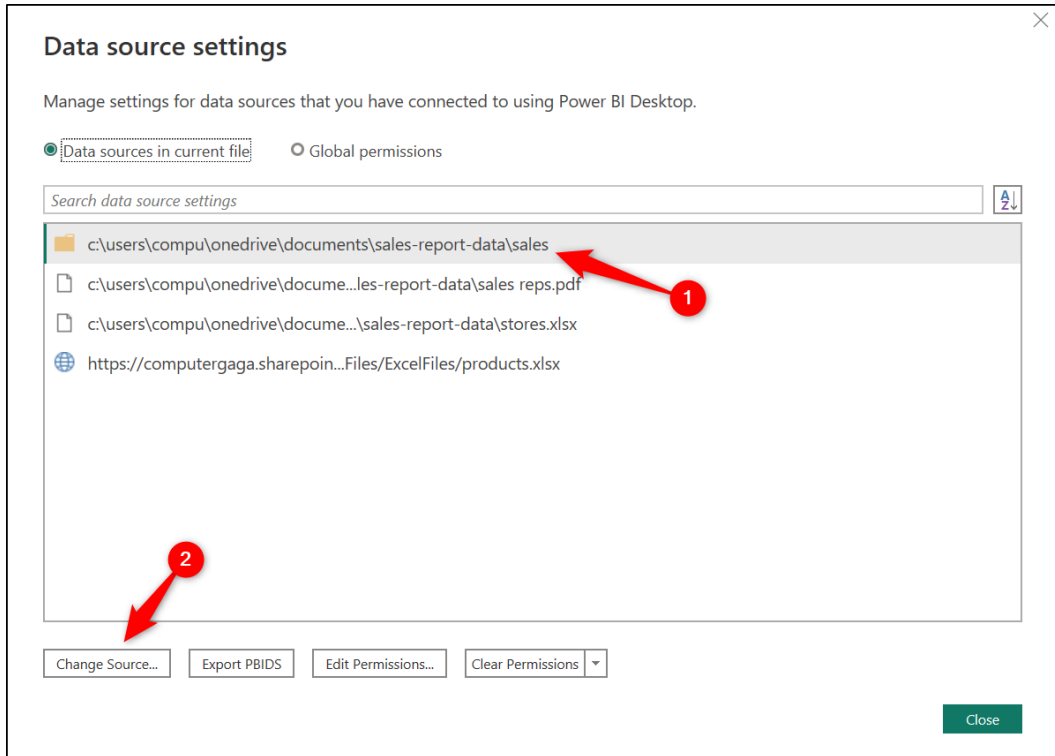 Data source settings
Manage settings for data sources that you have connected to using Power BI Desktop.
Data sources in current file
Global permissions
Search data source settings
A
Z
c:\users\compu\onedrive\documents\sales-report-data\sales
c:\users\compu\onedrive\docume...les-report-data\sales reps.pdf
1
c:\users\compu\onedrive\docume...\sales-report-data\stores.xlsx
https://computergaga.sharepoin...Files/ExcelFiles/products.xlsx
2
Change Source...
Export PBIDS
Edit Permissions...
Clear Permissions
Close